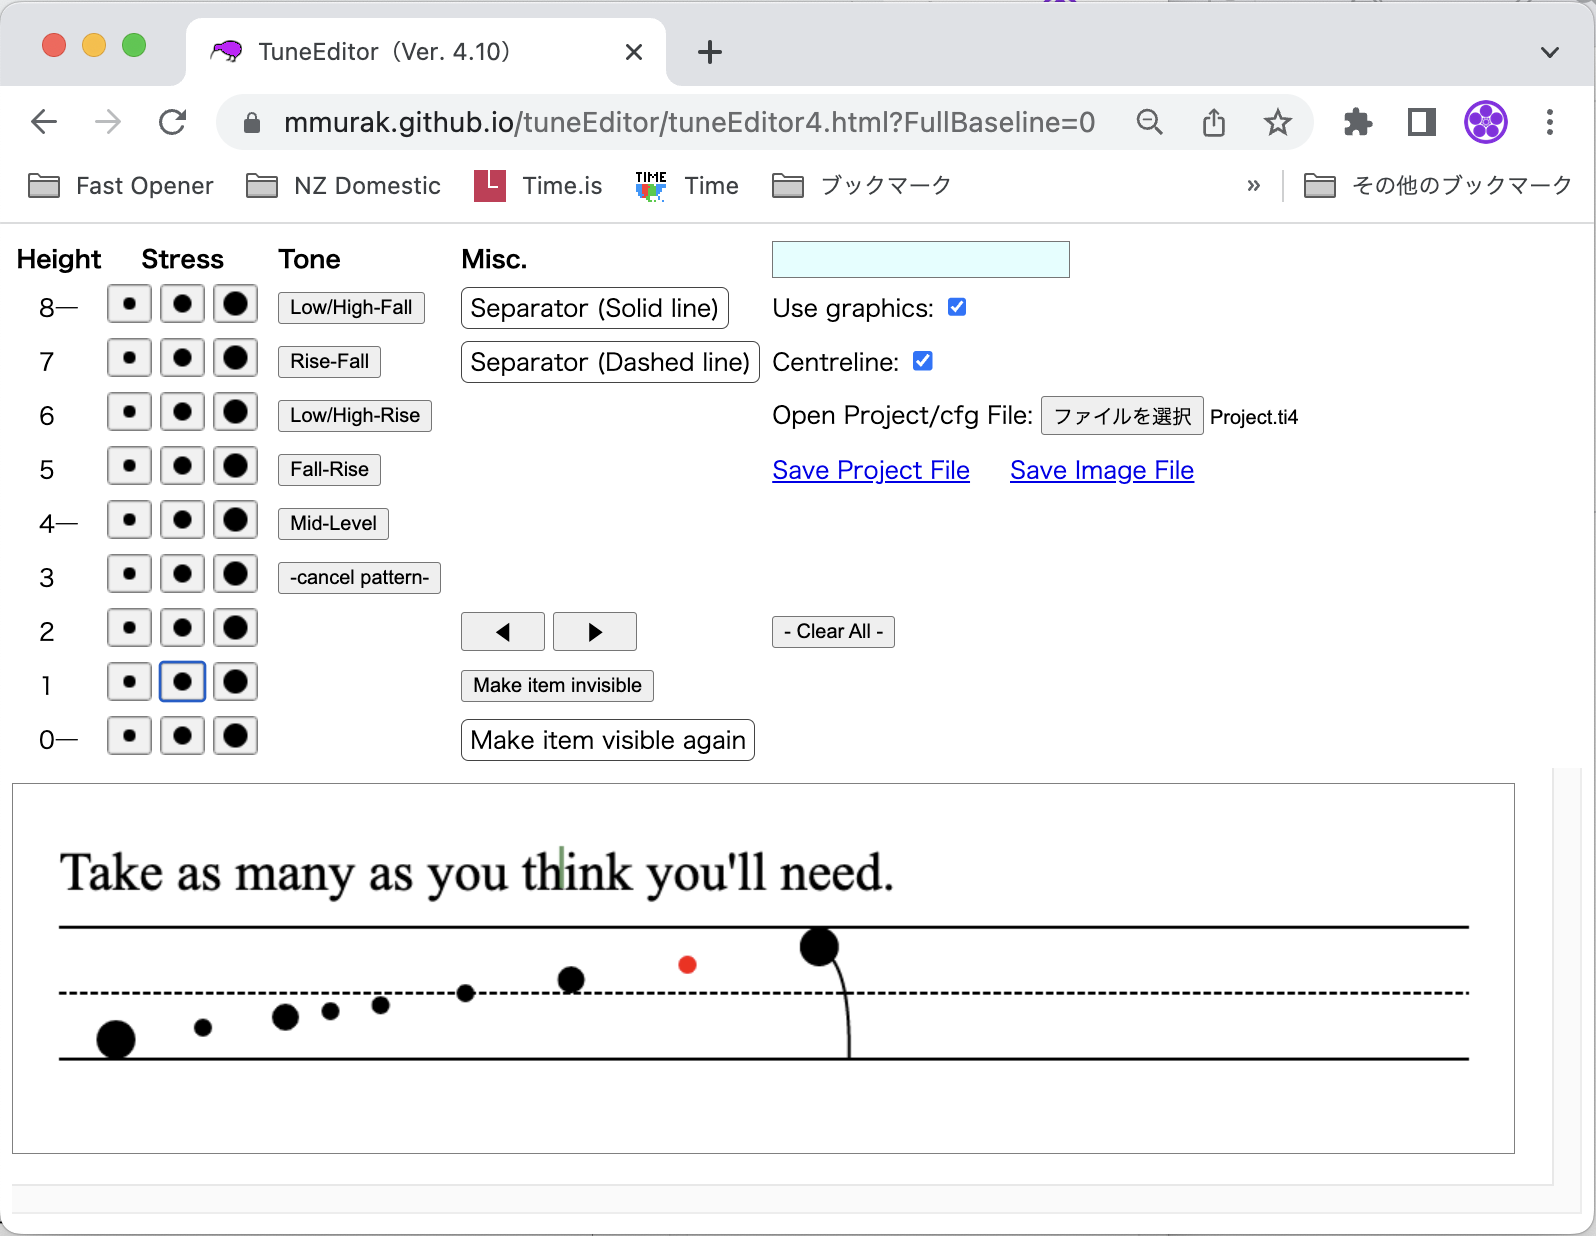 TuneEditor（Ver. 4.10）
mmurak.github.io/tuneEditor/tuneEditor4.html?FullBaseline=0
Fast Opener NZ Domestic Time.is TIME Time ブックマーク » その他のブックマーク
Height Stress Tone Misc.
8— Low/High-Fall Separator (Solid line) Use graphics:
7 Rise-Fall Separator (Dashed line) Centreline:
6 Low/High-Rise Open Project/cfg File: ファイルを選択 Project.ti4
5 Fall-Rise Save Project File Save Image File
4— Mid-Level
3 -cancel pattern-
2 - Clear All -
1 Make item invisible
0— Make item visible again
Take as many as you think you'll need.